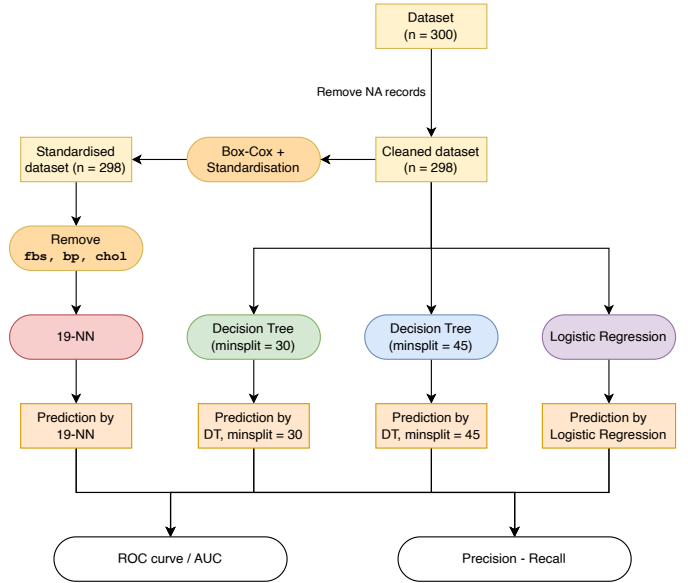 Dataset
(n = 300)
Remove NA records
Standardised
dataset (n = 298)
Box-Cox +
Standardisation
Cleaned dataset
(n = 298)
Remove
fbs, bp, chol
19-NN
Decision Tree
(minsplit = 30)
Decision Tree
(minsplit = 45)
Logistic Regression
Prediction by
19-NN
Prediction by
DT, minsplit = 30
Prediction by
DT, minsplit = 45
Prediction by
Logistic Regression
ROC curve / AUC
Precision - Recall